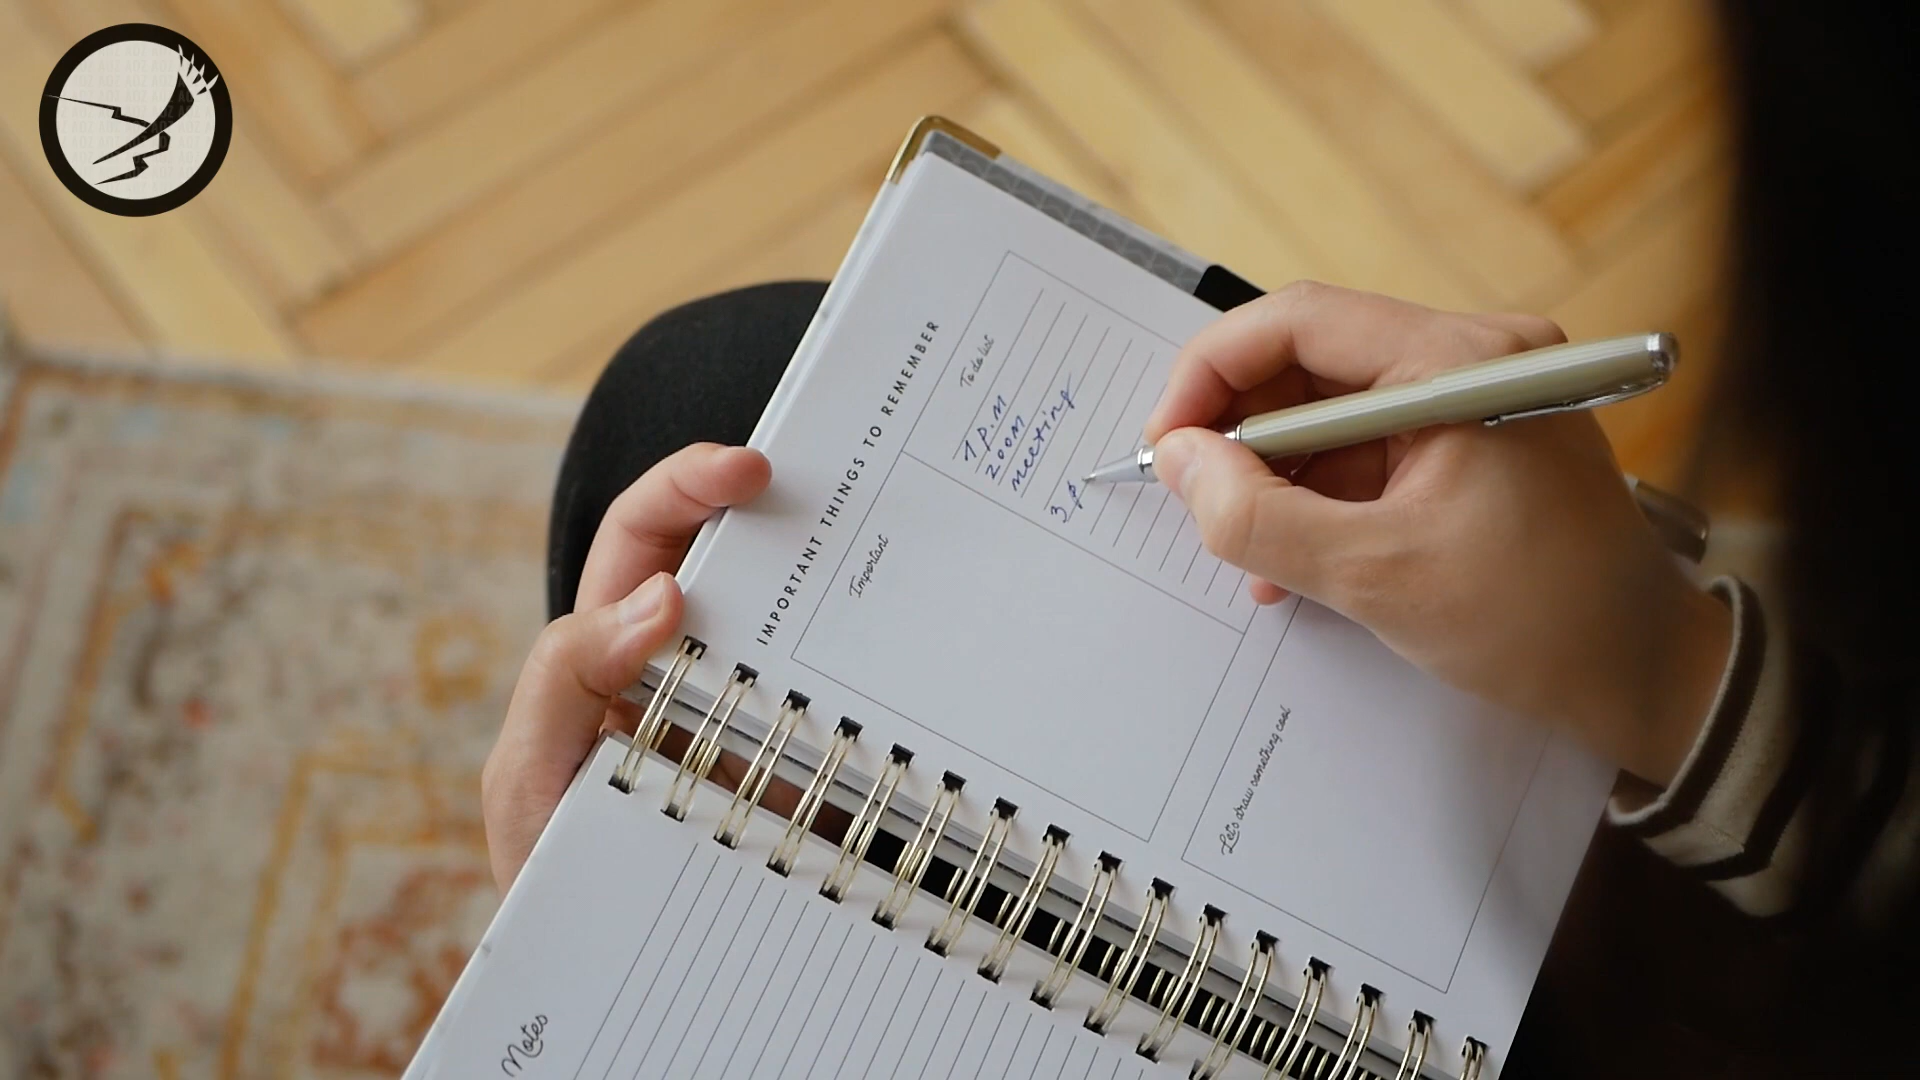 IMPORTANT THINGS TO REMEMBER
To do list
1 P.M
ZOOM
meeting
3 p
Important
Let's draw something cool
Notes